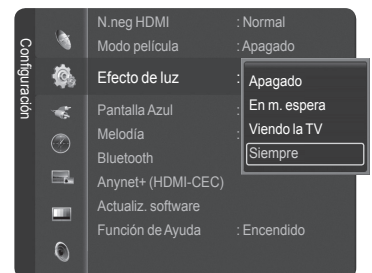 Configuración
N.neg HDMI : Normal
Modo película : Apagado
Efecto de luz :
Apagado
En m. espera
Viendo la TV
Siempre
Pantalla Azul :
Melodía :
Bluetooth
Anynet+ (HDMI-CEC)
Actualiz. software
Función de Ayuda : Encendido